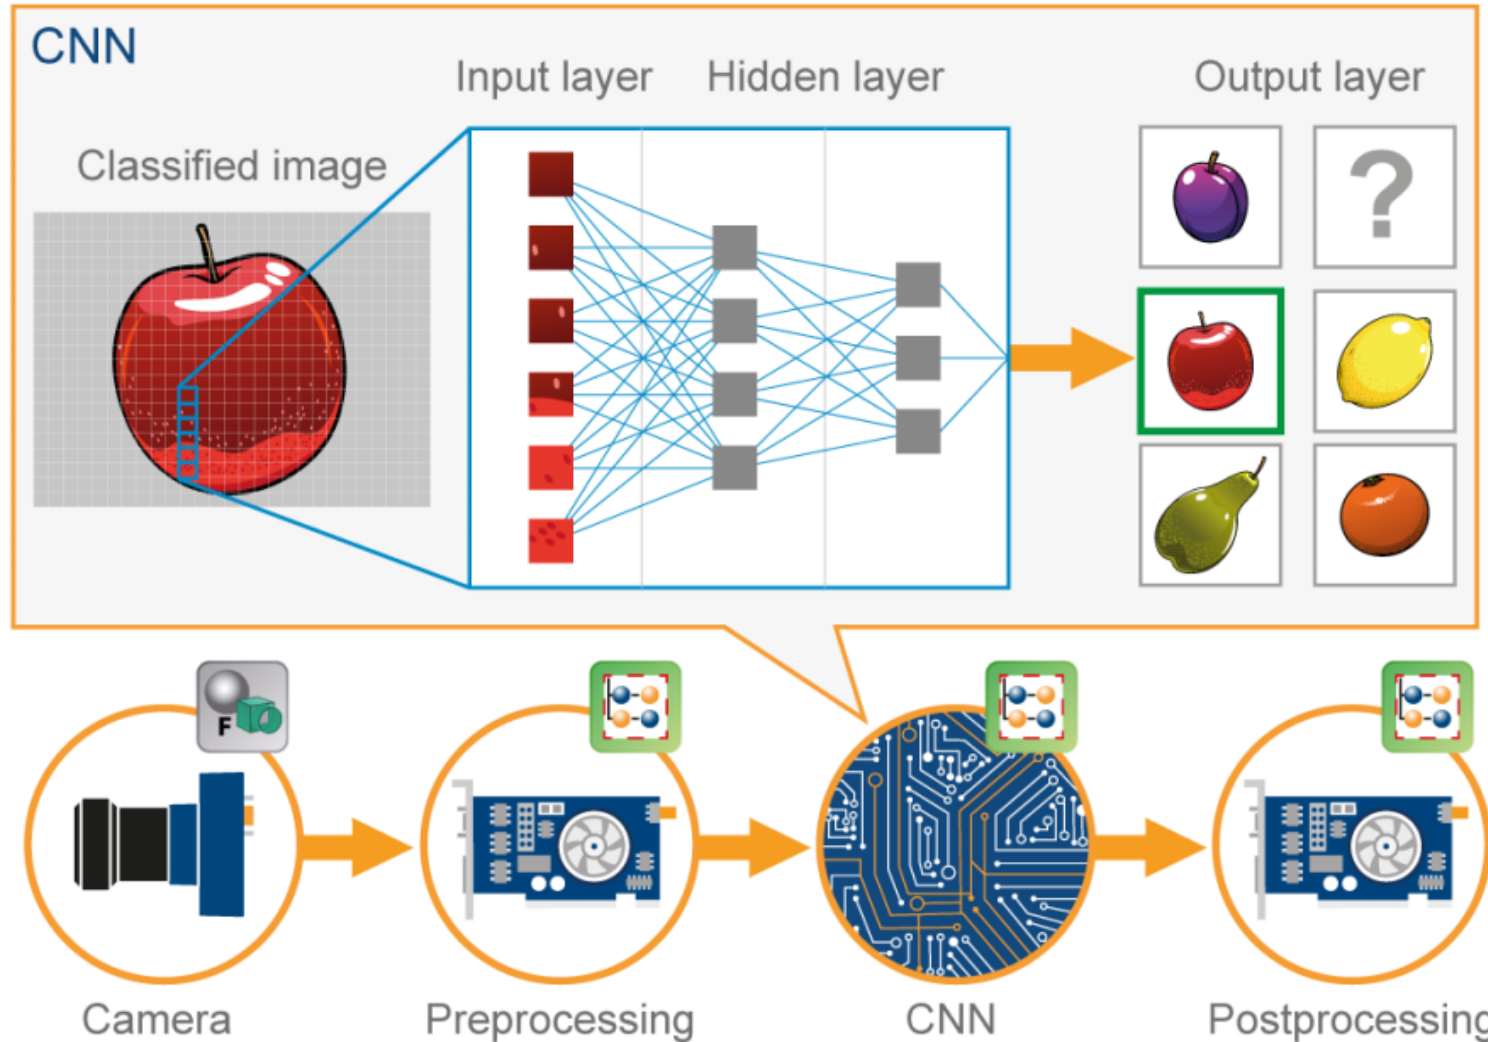 CNN
Input layer
Hidden layer
Output layer
Classified image
?
F
Camera
Preprocessing
CNN
Postprocessing